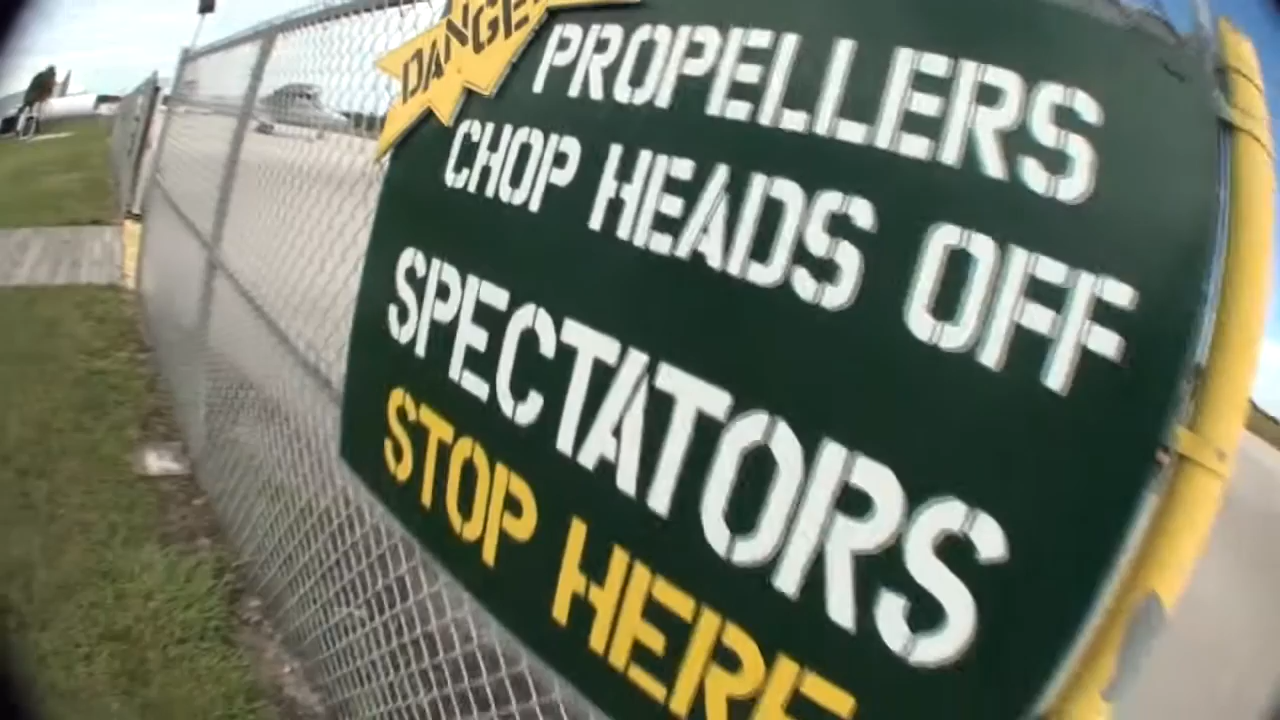 DANGER
PROPELLERS
CHOP HEADS OFF
SPECTATORS
STOP HERE